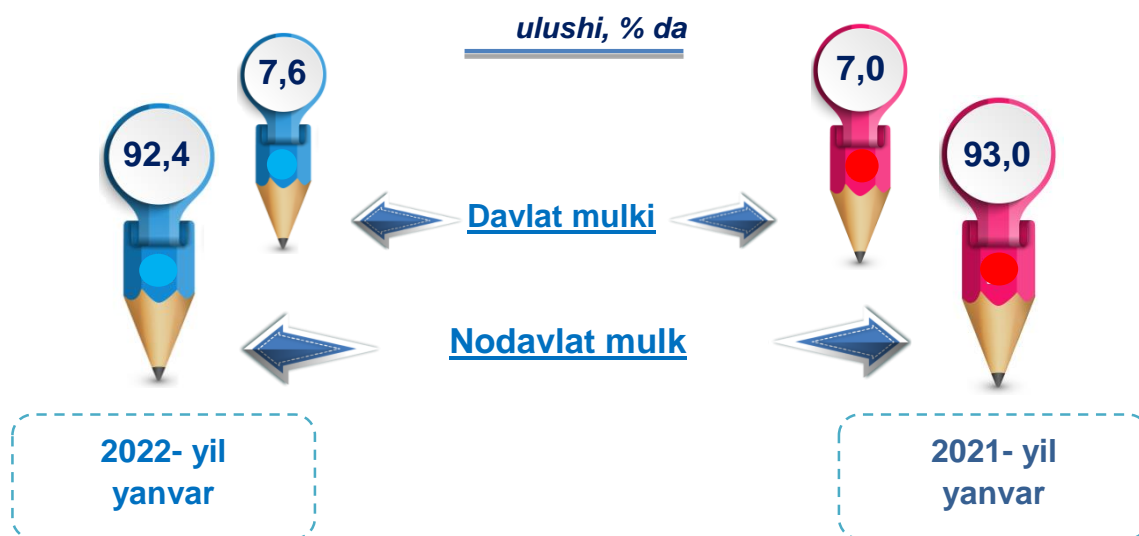 ulushi, % da
7,6
7,0
92,4
93,0
Davlat mulki
Nodavlat mulk
2022- yil
yanvar
2021- yil
yanvar